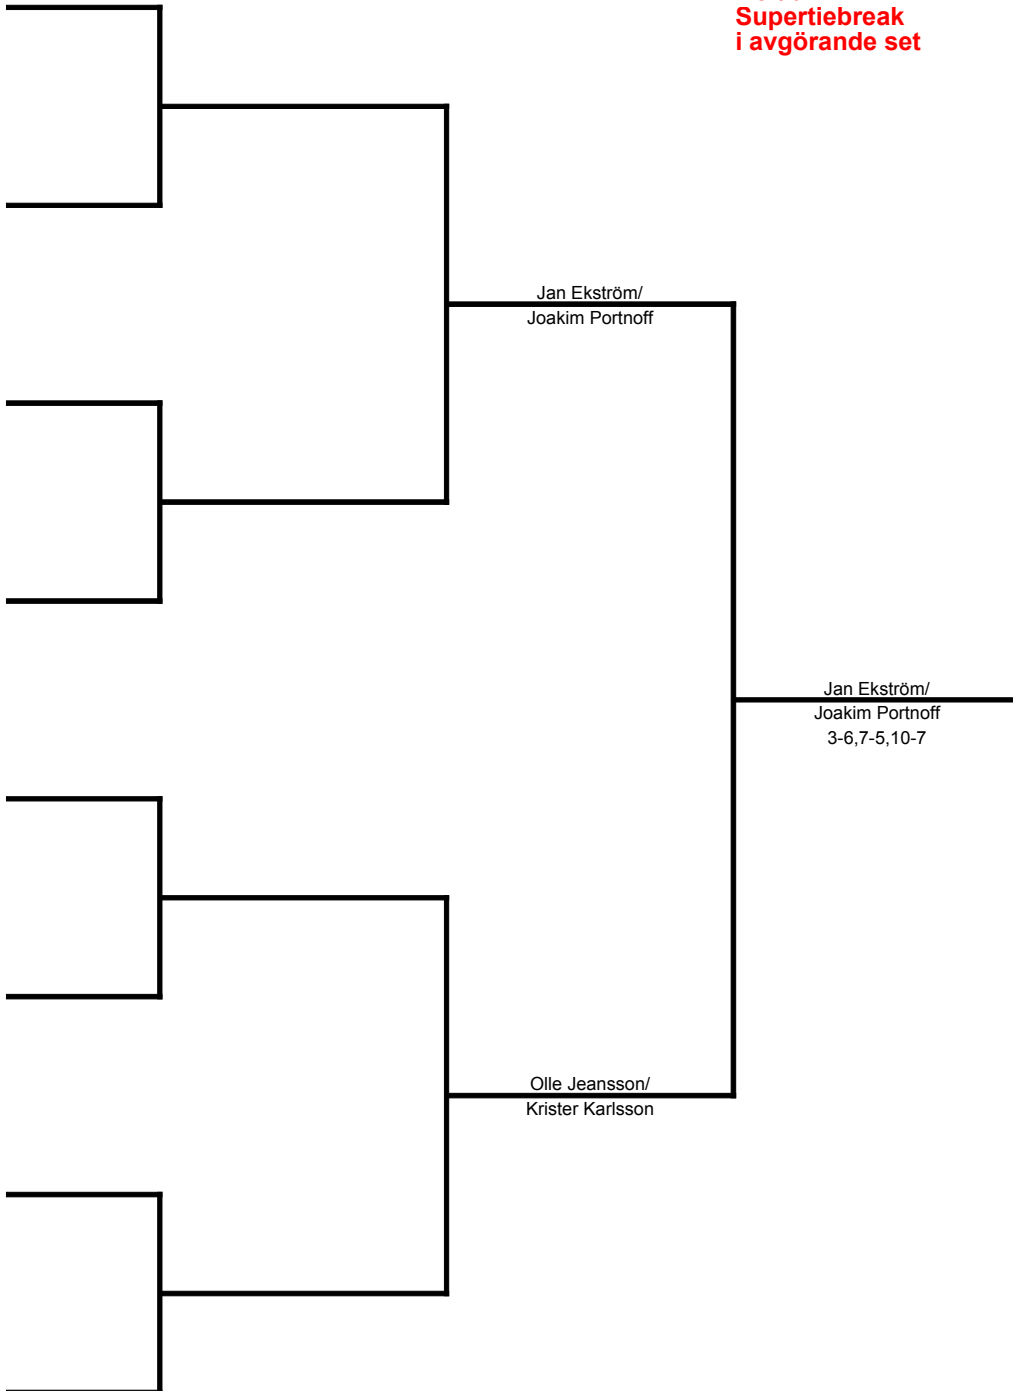 Supertiebreak
i avgörande set
Jan Ekström/
Joakim Portnoff
Jan Ekström/
Joakim Portnoff
3-6,7-5,10-7
Olle Jeansson/
Krister Karlsson